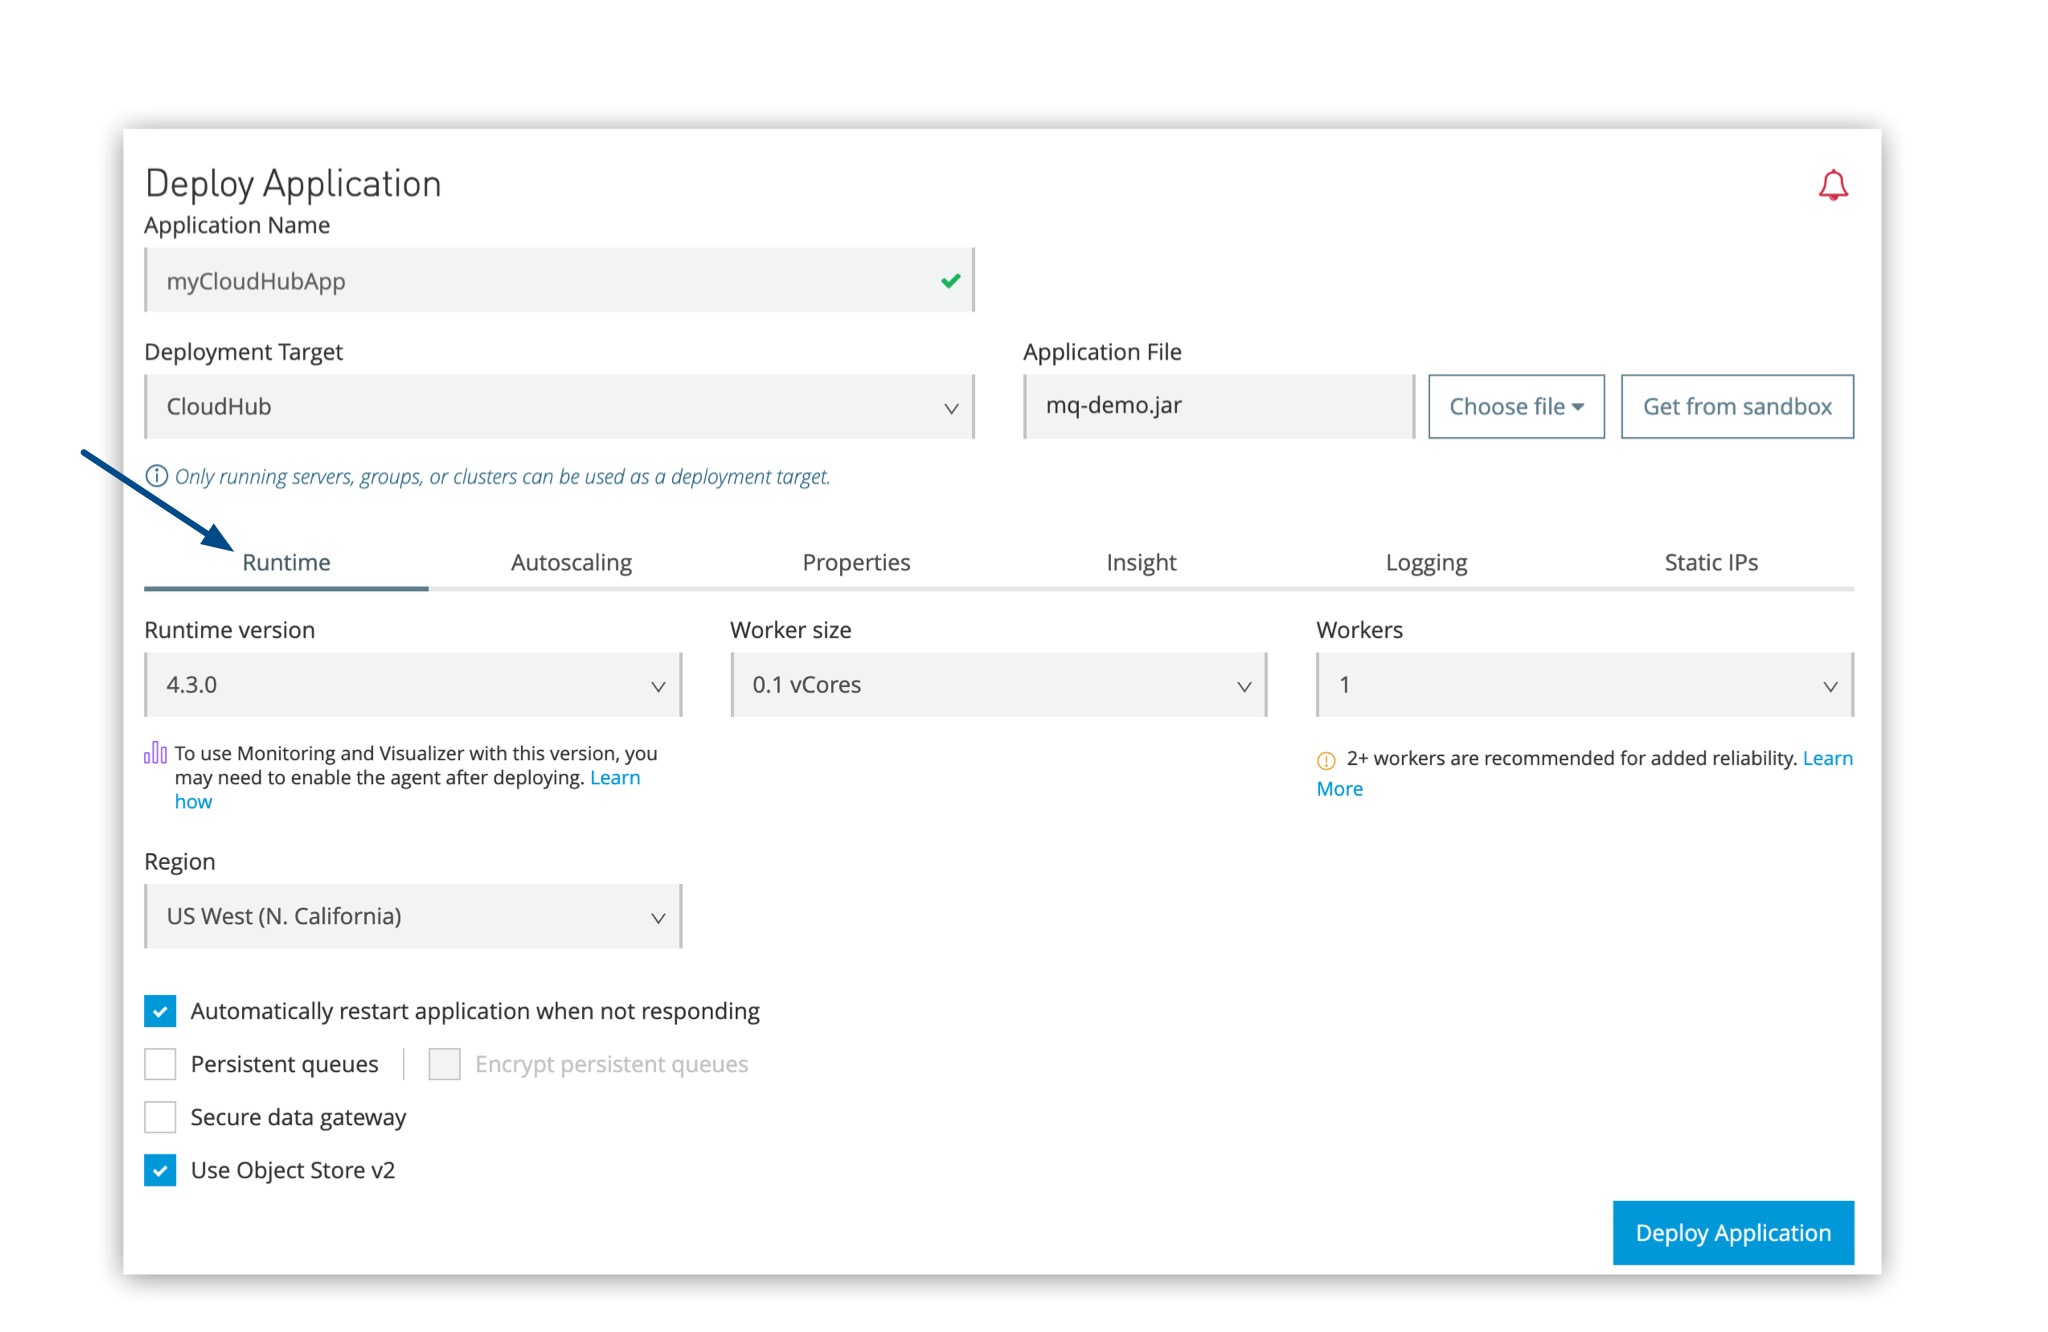 Deploy Application
Application Name
myCloudHubApp
Deployment Target
Application File
CloudHub
mq-demo.jar
Choose file
Get from sandbox
Only running servers, groups, or clusters can be used as a deployment target.
Runtime
Autoscaling
Properties
Insight
Logging
Static IPs
Runtime version
Worker size
Workers
4.3.0
0.1 vCores
1
To use Monitoring and Visualizer with this version, you
may need to enable the agent after deploying. Learn
how
2+ workers are recommended for added reliability. Learn
More
Region
US West (N. California)
Automatically restart application when not responding
Persistent queues
Encrypt persistent queues
Secure data gateway
Use Object Store v2
Deploy Application